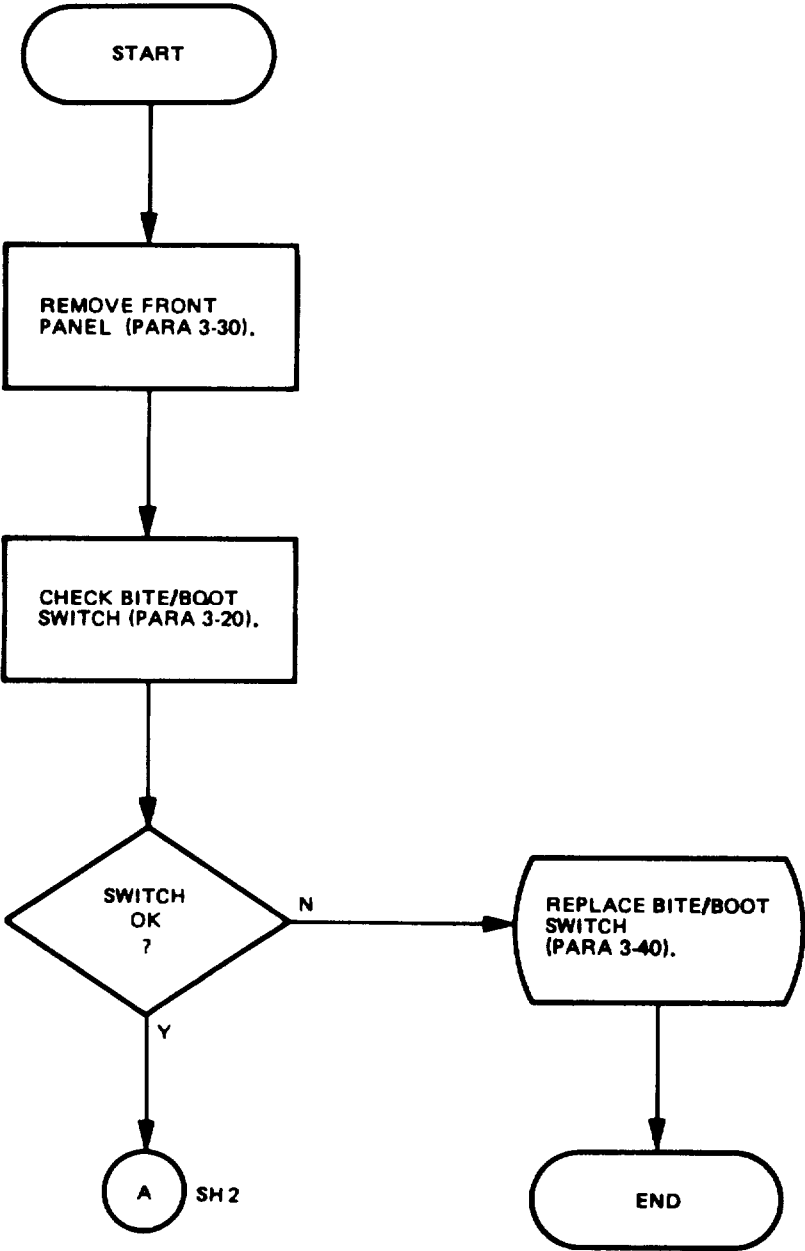 START
REMOVE FRONT
PANEL (PARA 3-30).
CHECK BITE/BOOT
SWITCH (PARA 3-20).
SWITCH
OK
?
N
REPLACE BITE/BOOT
SWITCH
(PARA 3-40).
Y
A
SH 2
END